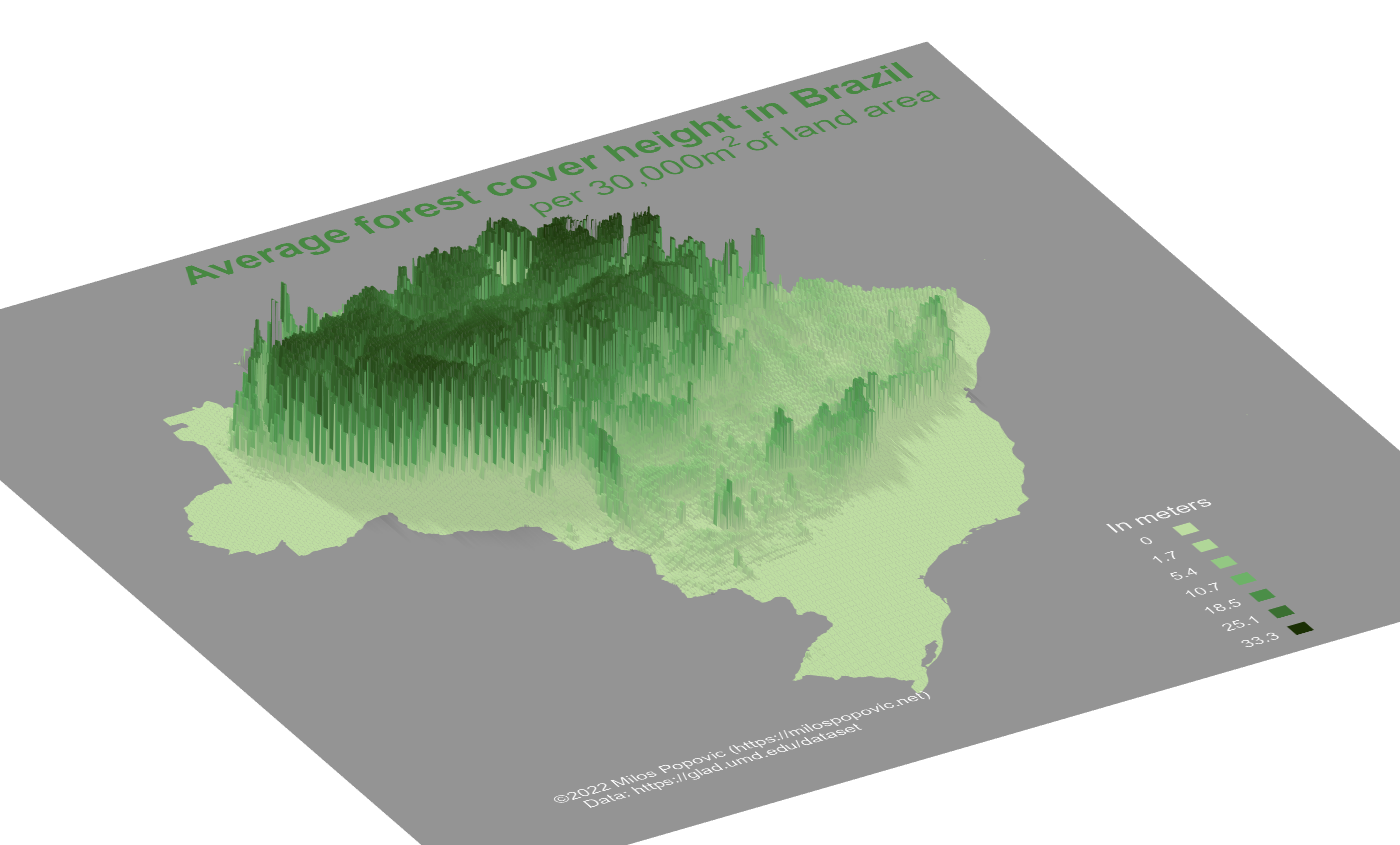 Average forest cover height in Brazil
per 30,000m² of land area
In meters
0
1.7
5.4
10.7
18.5
25.1
33.3
©2022 Milos Popovic (https://milospopovic.net)
Data: https://glad.umd.edu/dataset